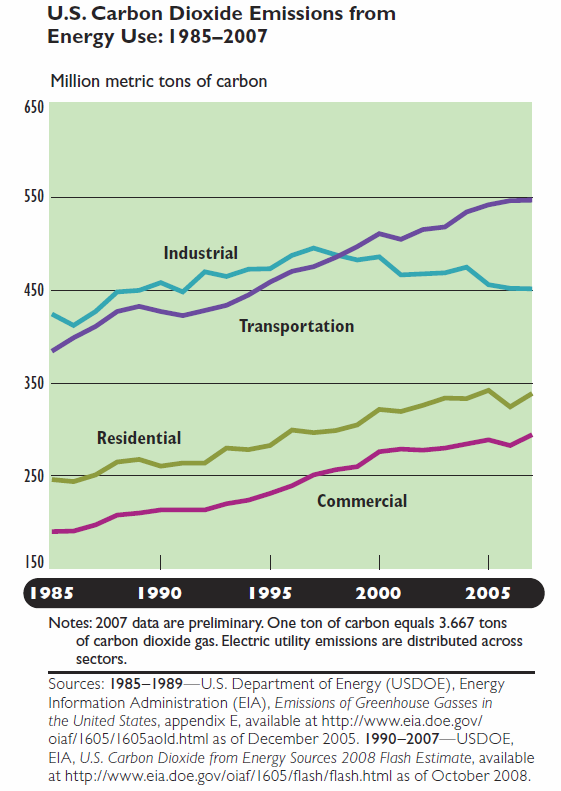 U.S. Carbon Dioxide Emissions from
Energy Use: 1985–2007
Million metric tons of carbon
650
550
Industrial
450
Transportation
350
Residential
250
Commercial
150
1985 1990 1995 2000 2005
Notes: 2007 data are preliminary. One ton of carbon equals 3.667 tons
of carbon dioxide gas. Electric utility emissions are distributed across
sectors.
Sources: 1985–1989—U.S. Department of Energy (USDOE), Energy
Information Administration (EIA), Emissions of Greenhouse Gasses in
the United States, appendix E, available at http://www.eia.doe.gov/
oiaf/1605/1605aold.html as of December 2005. 1990–2007—USDOE,
EIA, U.S. Carbon Dioxide from Energy Sources 2008 Flash Estimate, available
at http://www.eia.doe.gov/oiaf/1605/flash/flash.html as of October 2008.